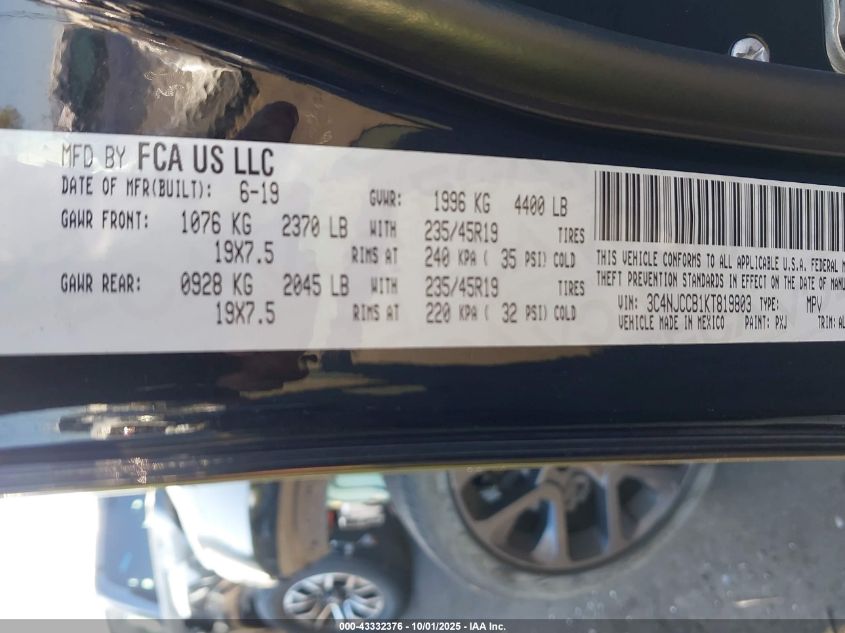 MFD BY FCA US LLC
DATE OF MFR(BUILT): 6-19 GVWR: 1996 KG 4400 LB
GAWR FRONT: 1076 KG 2370 LB WITH 235/45R19 TIRES
19X7.5 RIMS AT 240 KPA ( 35 PSI) COLD
GAWR REAR: 0928 KG 2045 LB WITH 235/45R19 TIRES
19X7.5 RIMS AT 220 KPA ( 32 PSI) COLD
THIS VEHICLE CONFORMS TO ALL APPLICABLE U.S.A. FEDERAL
THEFT PREVENTION STANDARDS IN EFFECT ON THE DATE OF
VIN: 3C4NJCCB1KT819803 TYPE: MPV
VEHICLE MADE IN MEXICO PAINT: PXJ TRIM:
000-43332376 - 10/01/2025 - IAA Inc.